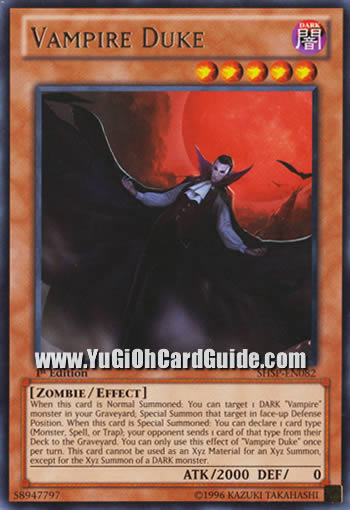 VAMPIRE DUKE
DARK
闇
www.YuGiOhCardGuide.com
1st Edition SHSP-EN082
[ZOMBIE/EFFECT]
When this card is Normal Summoned: You can target 1 DARK "Vampire"
monster in your Graveyard; Special Summon that target in face-up Defense
Position. When this card is Special Summoned: You can declare 1 card type
(Monster, Spell, or Trap); your opponent sends 1 card of that type from their
Deck to the Graveyard. You can only use this effect of "Vampire Duke" once
per turn. This card cannot be used as an Xyz Material for an Xyz Summon,
except for the Xyz Summon of a DARK monster.
ATK/2000 DEF/ 0
58947797 ©1996 KAZUKI TAKAHASHI